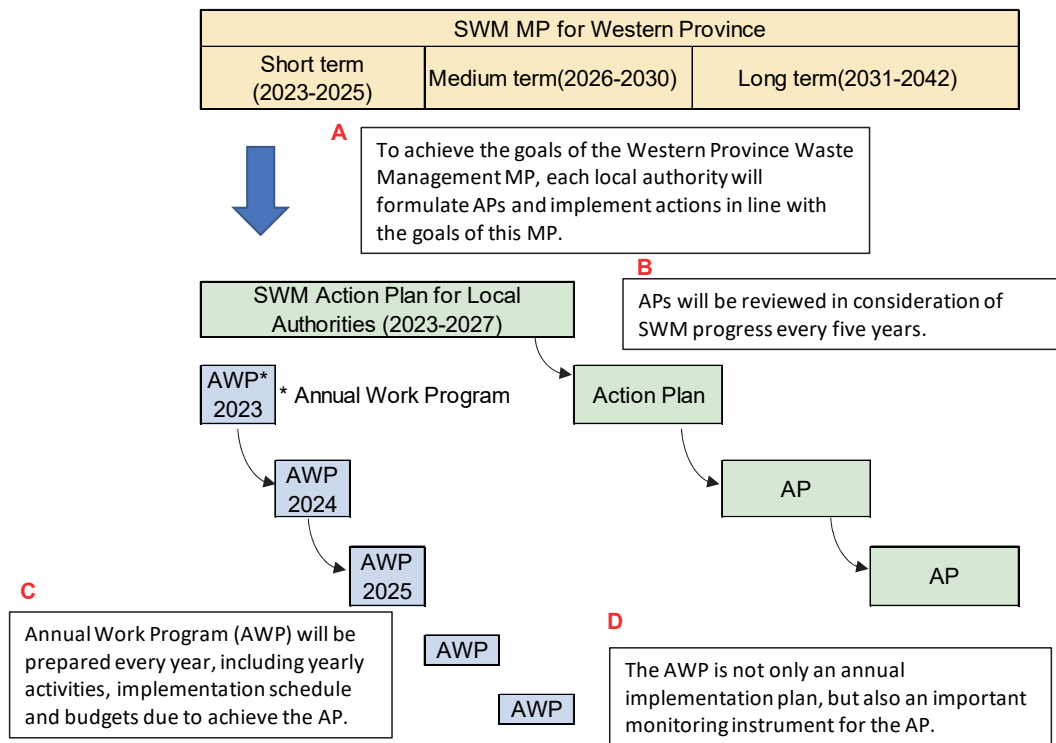 SWM MP for Western Province
Short term
(2023-2025)
Medium term(2026-2030)
Long term(2031-2042)
A
To achieve the goals of the Western Province Waste
Management MP, each local authority will
formulate APs and implement actions in line with
the goals of this MP.
B
SWM Action Plan for Local
Authorities (2023-2027)
APs will be reviewed in consideration of
SWM progress every five years.
AWP*
2023
* Annual Work Program
Action Plan
AWP
2024
AP
AWP
2025
AP
C
Annual Work Program (AWP) will be
prepared every year, including yearly
activities, implementation schedule
and budgets due to achieve the AP.
AWP
AWP
D
The AWP is not only an annual
implementation plan, but also an important
monitoring instrument for the AP.